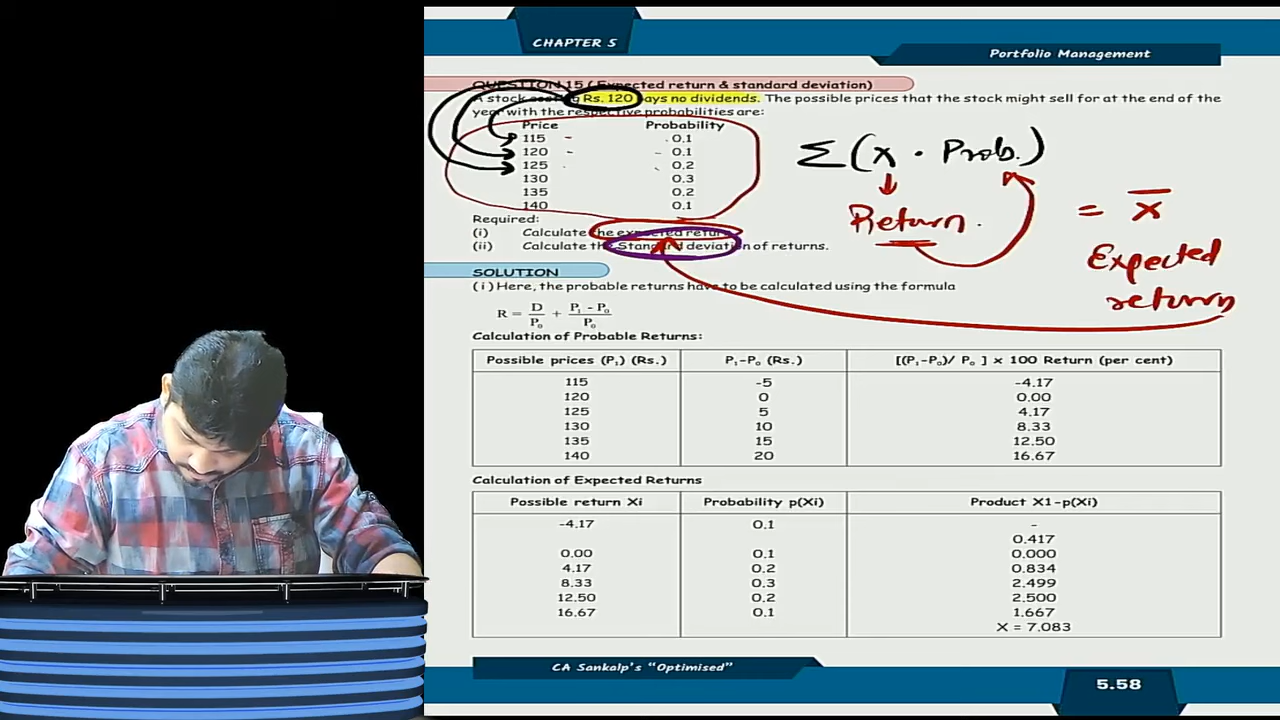 CHAPTER 5
Portfolio Management
QUESTION 15 ( Expected return & standard deviation)
A stock costing Rs. 120 pays no dividends. The possible prices that the stock might sell for at the end of the
year with the respective probabilities are:
Price Probability
115 0.1
120 0.1
125 0.2
130 0.3
135 0.2
140 0.1
Σ(x · Prob.)
Return.
= x̄
Expected
return
Required:
(i) Calculate the expected return.
(ii) Calculate the Standard deviation of returns.
SOLUTION
(i) Here, the probable returns have to be calculated using the formula
R = D/P₀ + P₁ - P₀/P₀
Calculation of Probable Returns:
Possible prices (P₁) (Rs.) P₁-P₀ (Rs.) [(P₁-P₀)/ P₀ ] x 100 Return (per cent)
115 -5 -4.17
120 0 0.00
125 5 4.17
130 10 8.33
135 15 12.50
140 20 16.67
Calculation of Expected Returns
Possible return Xi Probability p(Xi) Product X1-p(Xi)
-4.17 0.1 -
0.417
0.00 0.1 0.000
4.17 0.2 0.834
8.33 0.3 2.499
12.50 0.2 2.500
16.67 0.1 1.667
X = 7.083
CA Sankalp's "Optimised"
5.58